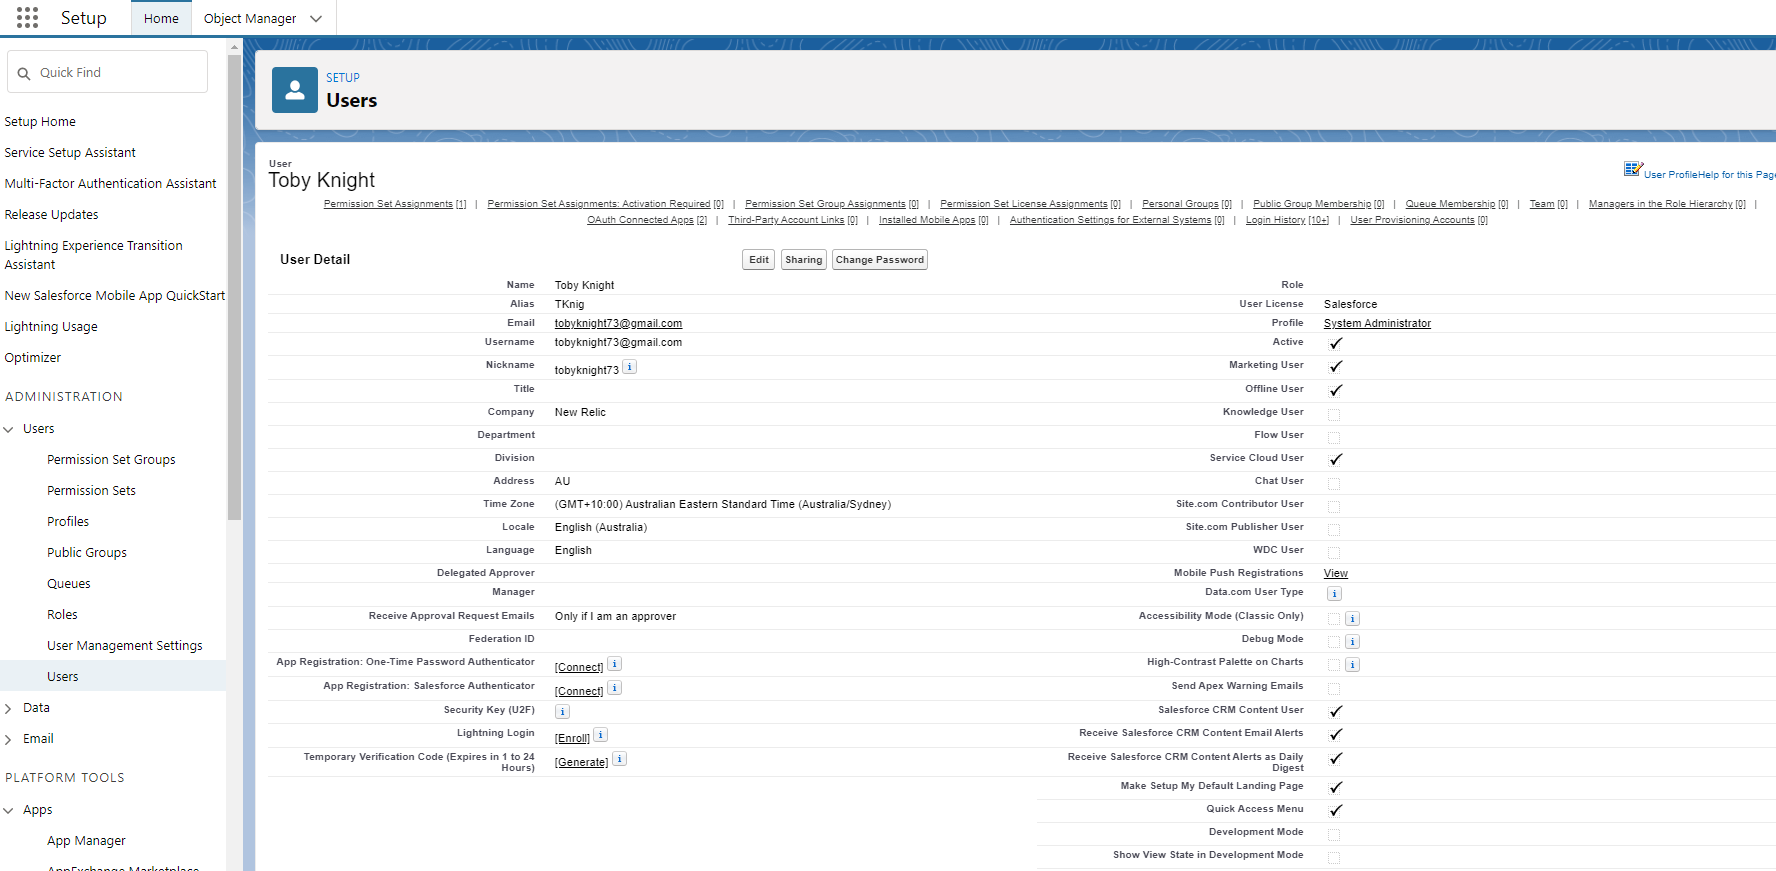 Setup
Home
Object Manager
Quick Find
Setup Home
Service Setup Assistant
Multi-Factor Authentication Assistant
Release Updates
Lightning Experience Transition
Assistant
New Salesforce Mobile App QuickStart
Lightning Usage
Optimizer
ADMINISTRATION
Users
Permission Set Groups
Permission Sets
Profiles
Public Groups
Queues
Roles
User Management Settings
Users
Data
Email
PLATFORM TOOLS
Apps
App Manager
AppExchange Marketplace
SETUP
Users
User
Toby Knight
User Profile Help for this Page
Permission Set Assignments [1] | Permission Set Assignments: Activation Required [0] | Permission Set Group Assignments [0] | Permission Set License Assignments [0] | Personal Groups [0] | Public Group Membership [0] | Queue Membership [0] | Team [0] | Managers in the Role Hierarchy [0] |
OAuth Connected Apps [2] | Third-Party Account Links [0] | Installed Mobile Apps [0] | Authentication Settings for External Systems [0] | Login History [10+] | User Provisioning Accounts [0]
User Detail
Edit Sharing Change Password
Name Toby Knight
Alias TKnig
Email tobyknight73@gmail.com
Username tobyknight73@gmail.com
Nickname tobyknight73 i
Title
Company New Relic
Department
Division
Address AU
Time Zone (GMT+10:00) Australian Eastern Standard Time (Australia/Sydney)
Locale English (Australia)
Language English
Delegated Approver
Manager
Receive Approval Request Emails Only if I am an approver
Federation ID
App Registration: One-Time Password Authenticator [Connect] i
App Registration: Salesforce Authenticator [Connect] i
Security Key (U2F) i
Lightning Login [Enroll] i
Temporary Verification Code (Expires in 1 to 24
Hours) [Generate] i
Role
User License Salesforce
Profile System Administrator
Active
Marketing User
Offline User
Knowledge User
Flow User
Service Cloud User
Chat User
Site.com Contributor User
Site.com Publisher User
WDC User
Mobile Push Registrations View
Data.com User Type i
Accessibility Mode (Classic Only) i
Debug Mode i
High-Contrast Palette on Charts i
Send Apex Warning Emails
Salesforce CRM Content User
Receive Salesforce CRM Content Email Alerts
Receive Salesforce CRM Content Alerts as Daily
Digest
Make Setup My Default Landing Page
Quick Access Menu
Development Mode
Show View State in Development Mode